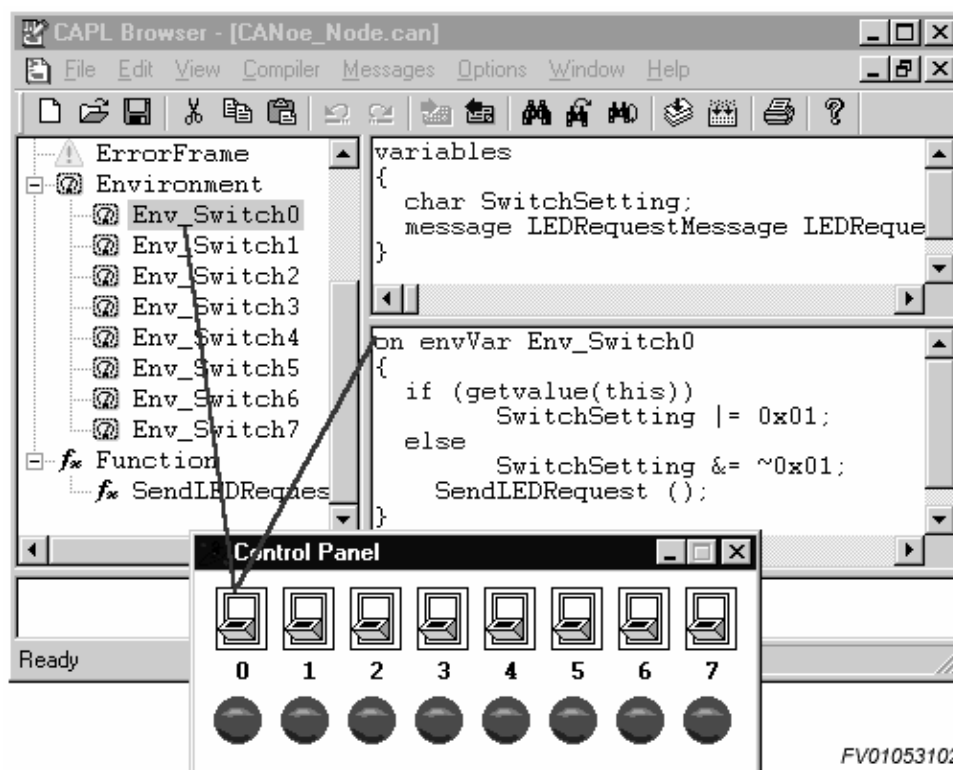 CAPL Browser - [CANoe_Node.can]
File Edit View Compiler Messages Options Window Help
ErrorFrame
Environment
Env_Switch0
Env_Switch1
Env_Switch2
Env_Switch3
Env_Switch4
Env_Switch5
Env_Switch6
Env_Switch7
Function
SendLEDReques
variables
{
char SwitchSetting;
message LEDRequestMessage LEDReque
}
on envVar Env_Switch0
{
if (getvalue(this))
SwitchSetting |= 0x01;
else
SwitchSetting &= ~0x01;
SendLEDRequest ();
}
Control Panel
0 1 2 3 4 5 6 7
Ready
FV01053102